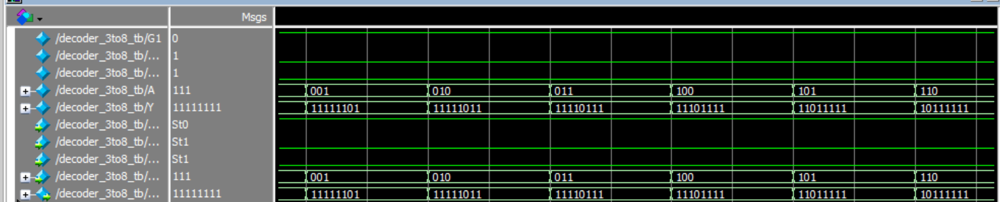 Msgs
/decoder_3to8_tb/G1 0
/decoder_3to8_tb/... 1
/decoder_3to8_tb/... 1
/decoder_3to8_tb/A 111 001 010 011 100 101 110
/decoder_3to8_tb/Y 11111111 11111101 11111011 11110111 11101111 11011111 10111111
/decoder_3to8_tb/... St0
/decoder_3to8_tb/... St1
/decoder_3to8_tb/... St1
/decoder_3to8_tb/... 111 001 010 011 100 101 110
/decoder_3to8_tb/... 11111111 11111101 11111011 11110111 11101111 11011111 10111111